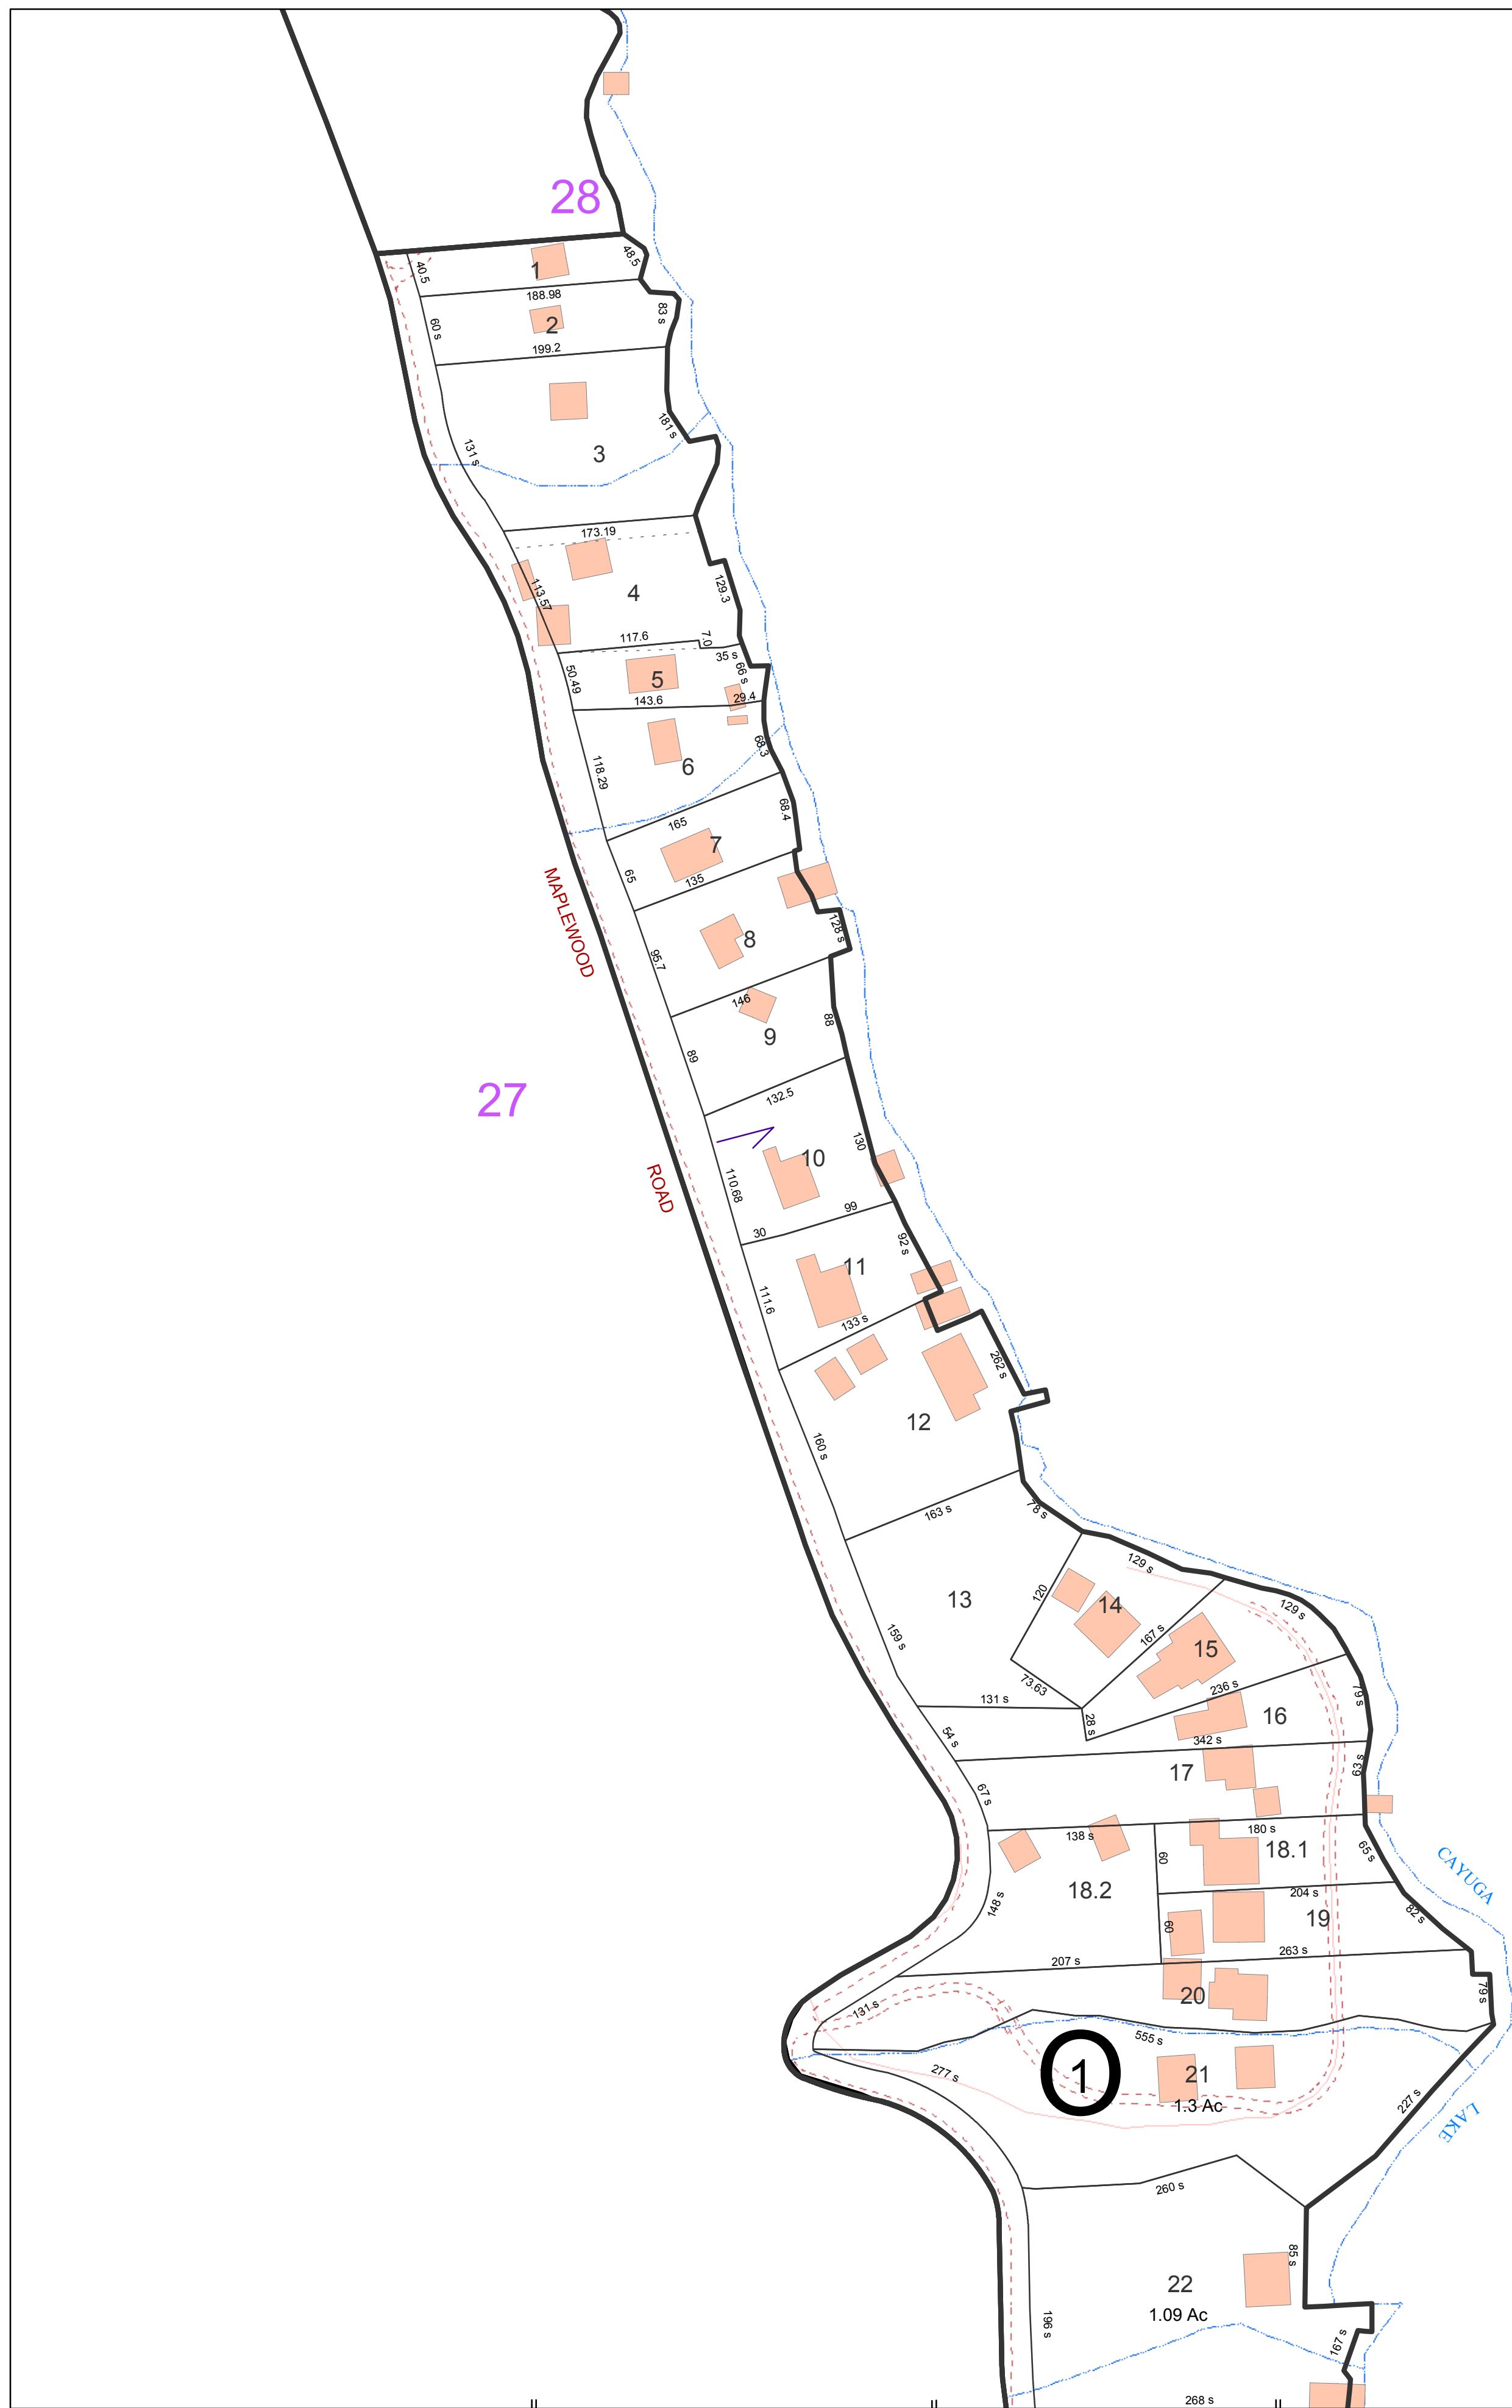 28
1
40.5
48.5
188.98
2
60 s
83 s
199.2
3
131 s
181 s
173.19
4
113.57
129.3
117.6
7.0
35 s
5
50.49
66 s
143.6
29.4
6
118.29
68.3
165
7
65
68.4
135
8
95.7
128 s
146
9
89
88
132.5
10
110.68
130
30
99
11
111.6
92 s
133 s
12
160 s
262 s
163 s
78 s
13
159 s
120
14
129 s
73.63
167 s
15
129 s
131 s
28 s
236 s
16
54 s
79 s
342 s
17
67 s
63 s
138 s
180 s
18.1
60
65 s
18.2
148 s
204 s
19
60
82 s
207 s
263 s
20
131 s
79 s
555 s
277 s
1
21
1.3 Ac
227 s
260 s
22
1.09 Ac
85 s
196 s
167 s
268 s
MAPLEWOOD
ROAD
27
CAYUGA
LAKE